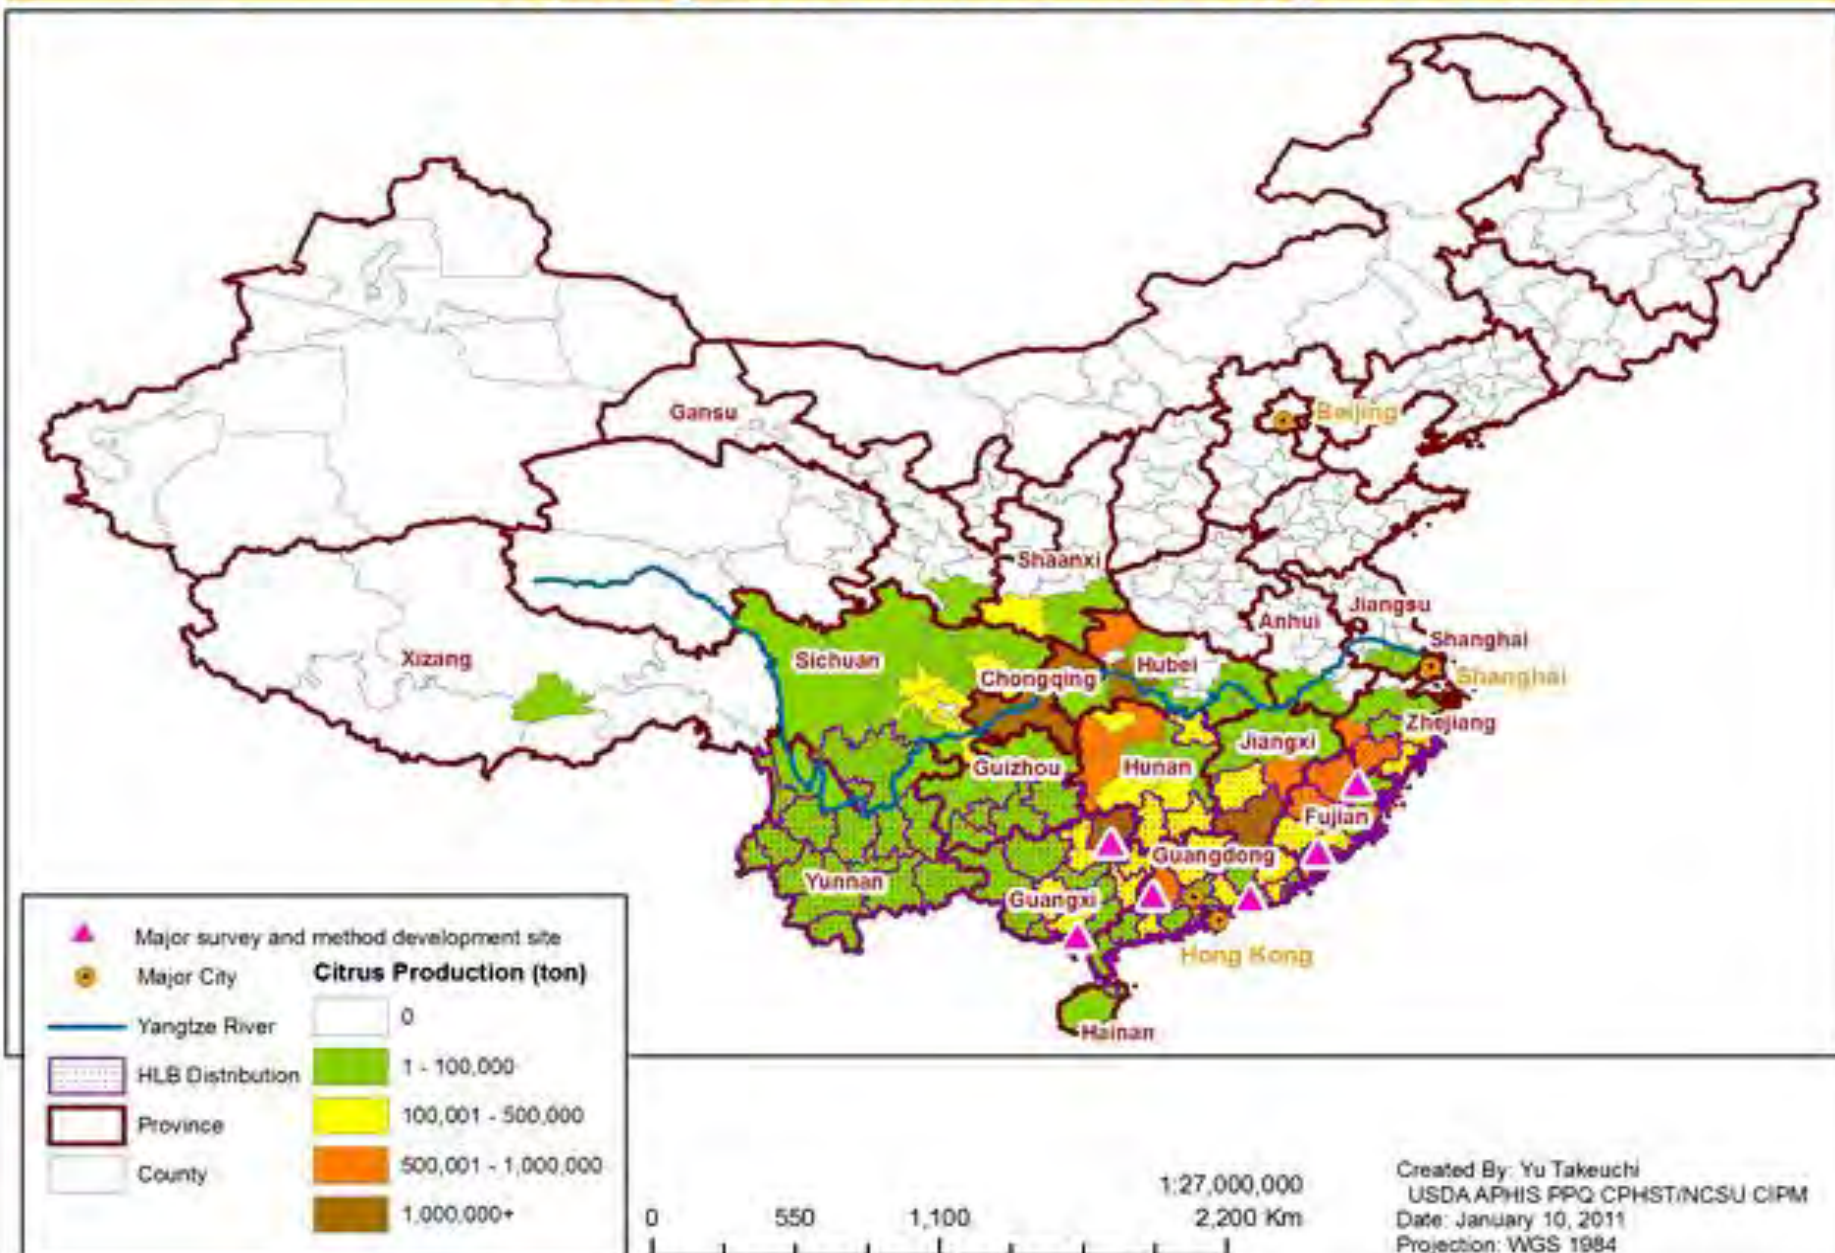 Gansu
Beijing
Shaanxi
Jiangsu
Anhui
Shanghai
Shanghai
Xizang
Sichuan
Hubei
Chongqing
Zhejiang
Jiangxi
Guizhou
Hunan
Fujian
Guangdong
Yunnan
Guangxi
Hong Kong
Hainan
Major survey and method development site
Major City
Citrus Production (ton)
Yangtze River
0
HLB Distribution
1 - 100,000
Province
100,001 - 500,000
County
500,001 - 1,000,000
1,000,000+
1:27,000,000
0 550 1,100 2,200 Km
Created By: Yu Takeuchi
USDA APHIS PPQ CPHST/NCSU CIPM
Date: January 10, 2011
Projection: WGS 1984